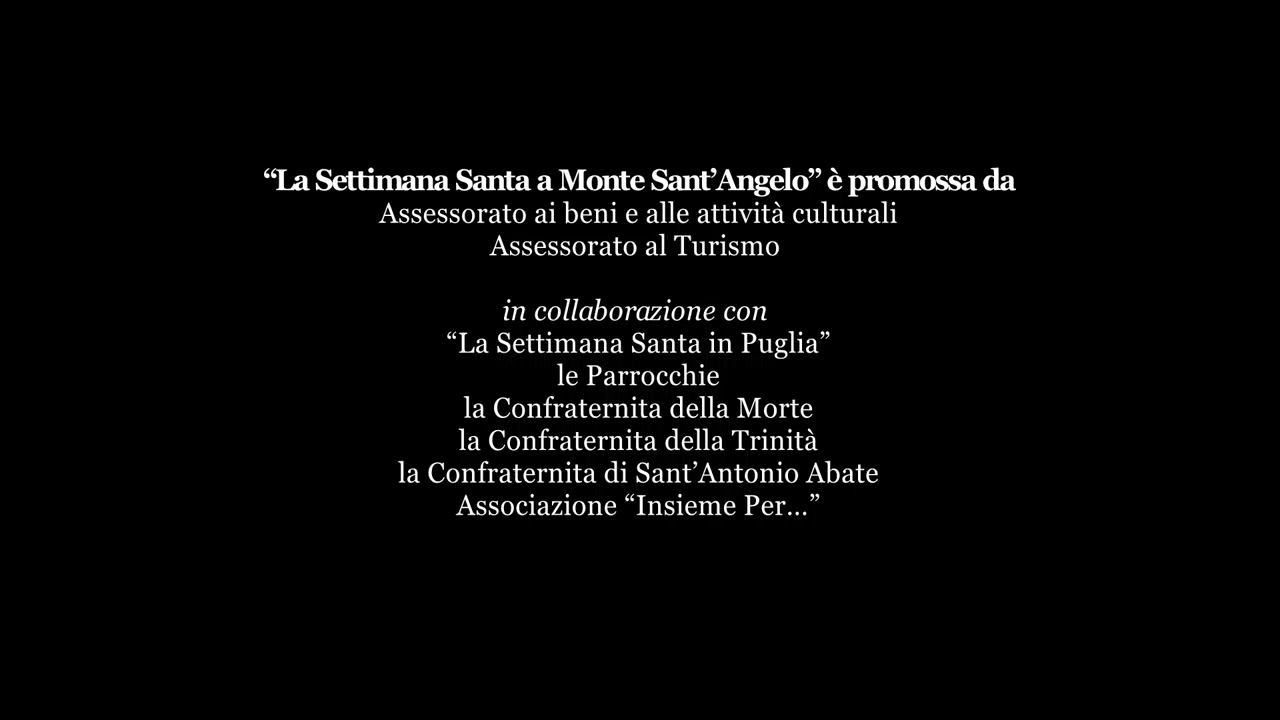 “La Settimana Santa a Monte Sant’Angelo” è promossa da
Assessorato ai beni e alle attività culturali
Assessorato al Turismo
in collaborazione con
“La Settimana Santa in Puglia”
le Parrocchie
la Confraternita della Morte
la Confraternita della Trinità
la Confraternita di Sant’Antonio Abate
Associazione “Insieme Per...”